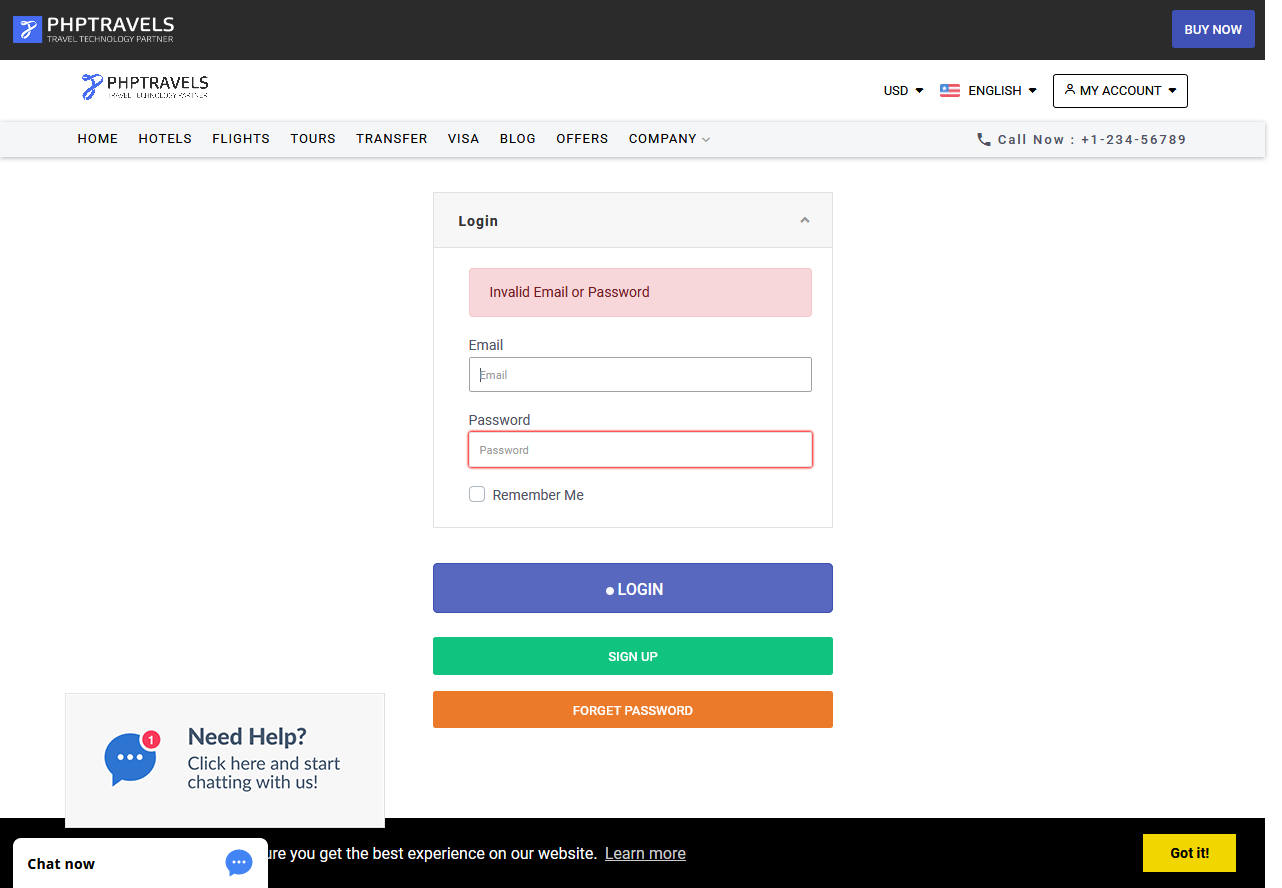 PHPTRAVELS
TRAVEL TECHNOLOGY PARTNER
BUY NOW
PHPTRAVELS
TRAVEL TECHNOLOGY PARTNER
USD ENGLISH MY ACCOUNT
HOME HOTELS FLIGHTS TOURS TRANSFER VISA BLOG OFFERS COMPANY Call Now : +1-234-56789
Login
Invalid Email or Password
Email
Email
Password
Password
Remember Me
LOGIN
SIGN UP
FORGET PASSWORD
1
Need Help?
Click here and start
chatting with us!
you get the best experience on our website. Learn more
Got it!
Chat now